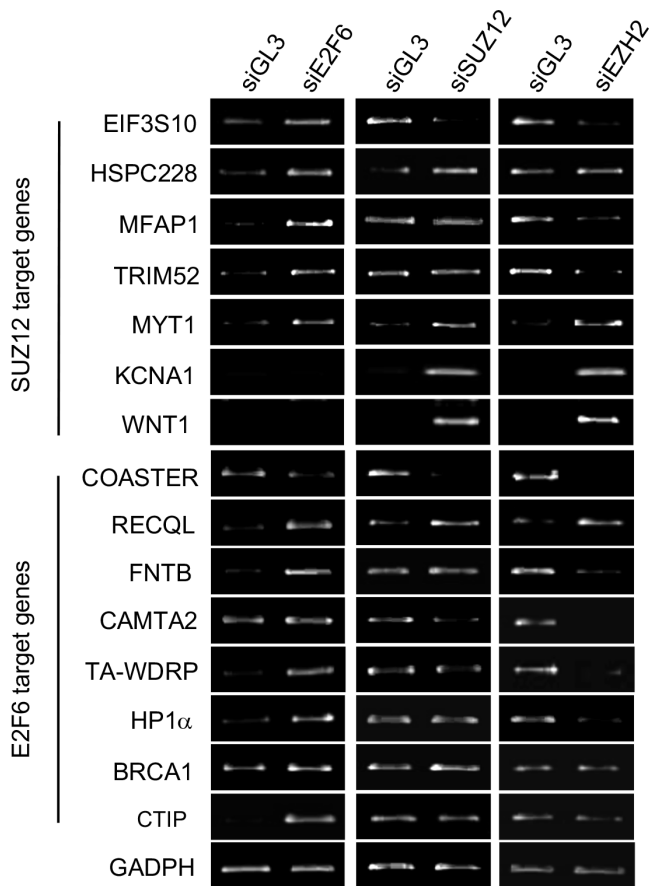 siGL3 siE2F6 siGL3 siSUZ12 siGL3 siEZH2
SUZ12 target genes
EIF3S10
HSPC228
MFAP1
TRIM52
MYT1
KCNA1
WNT1
E2F6 target genes
COASTER
RECQL
FNTB
CAMTA2
TA-WDRP
HP1α
BRCA1
CTIP
GADPH